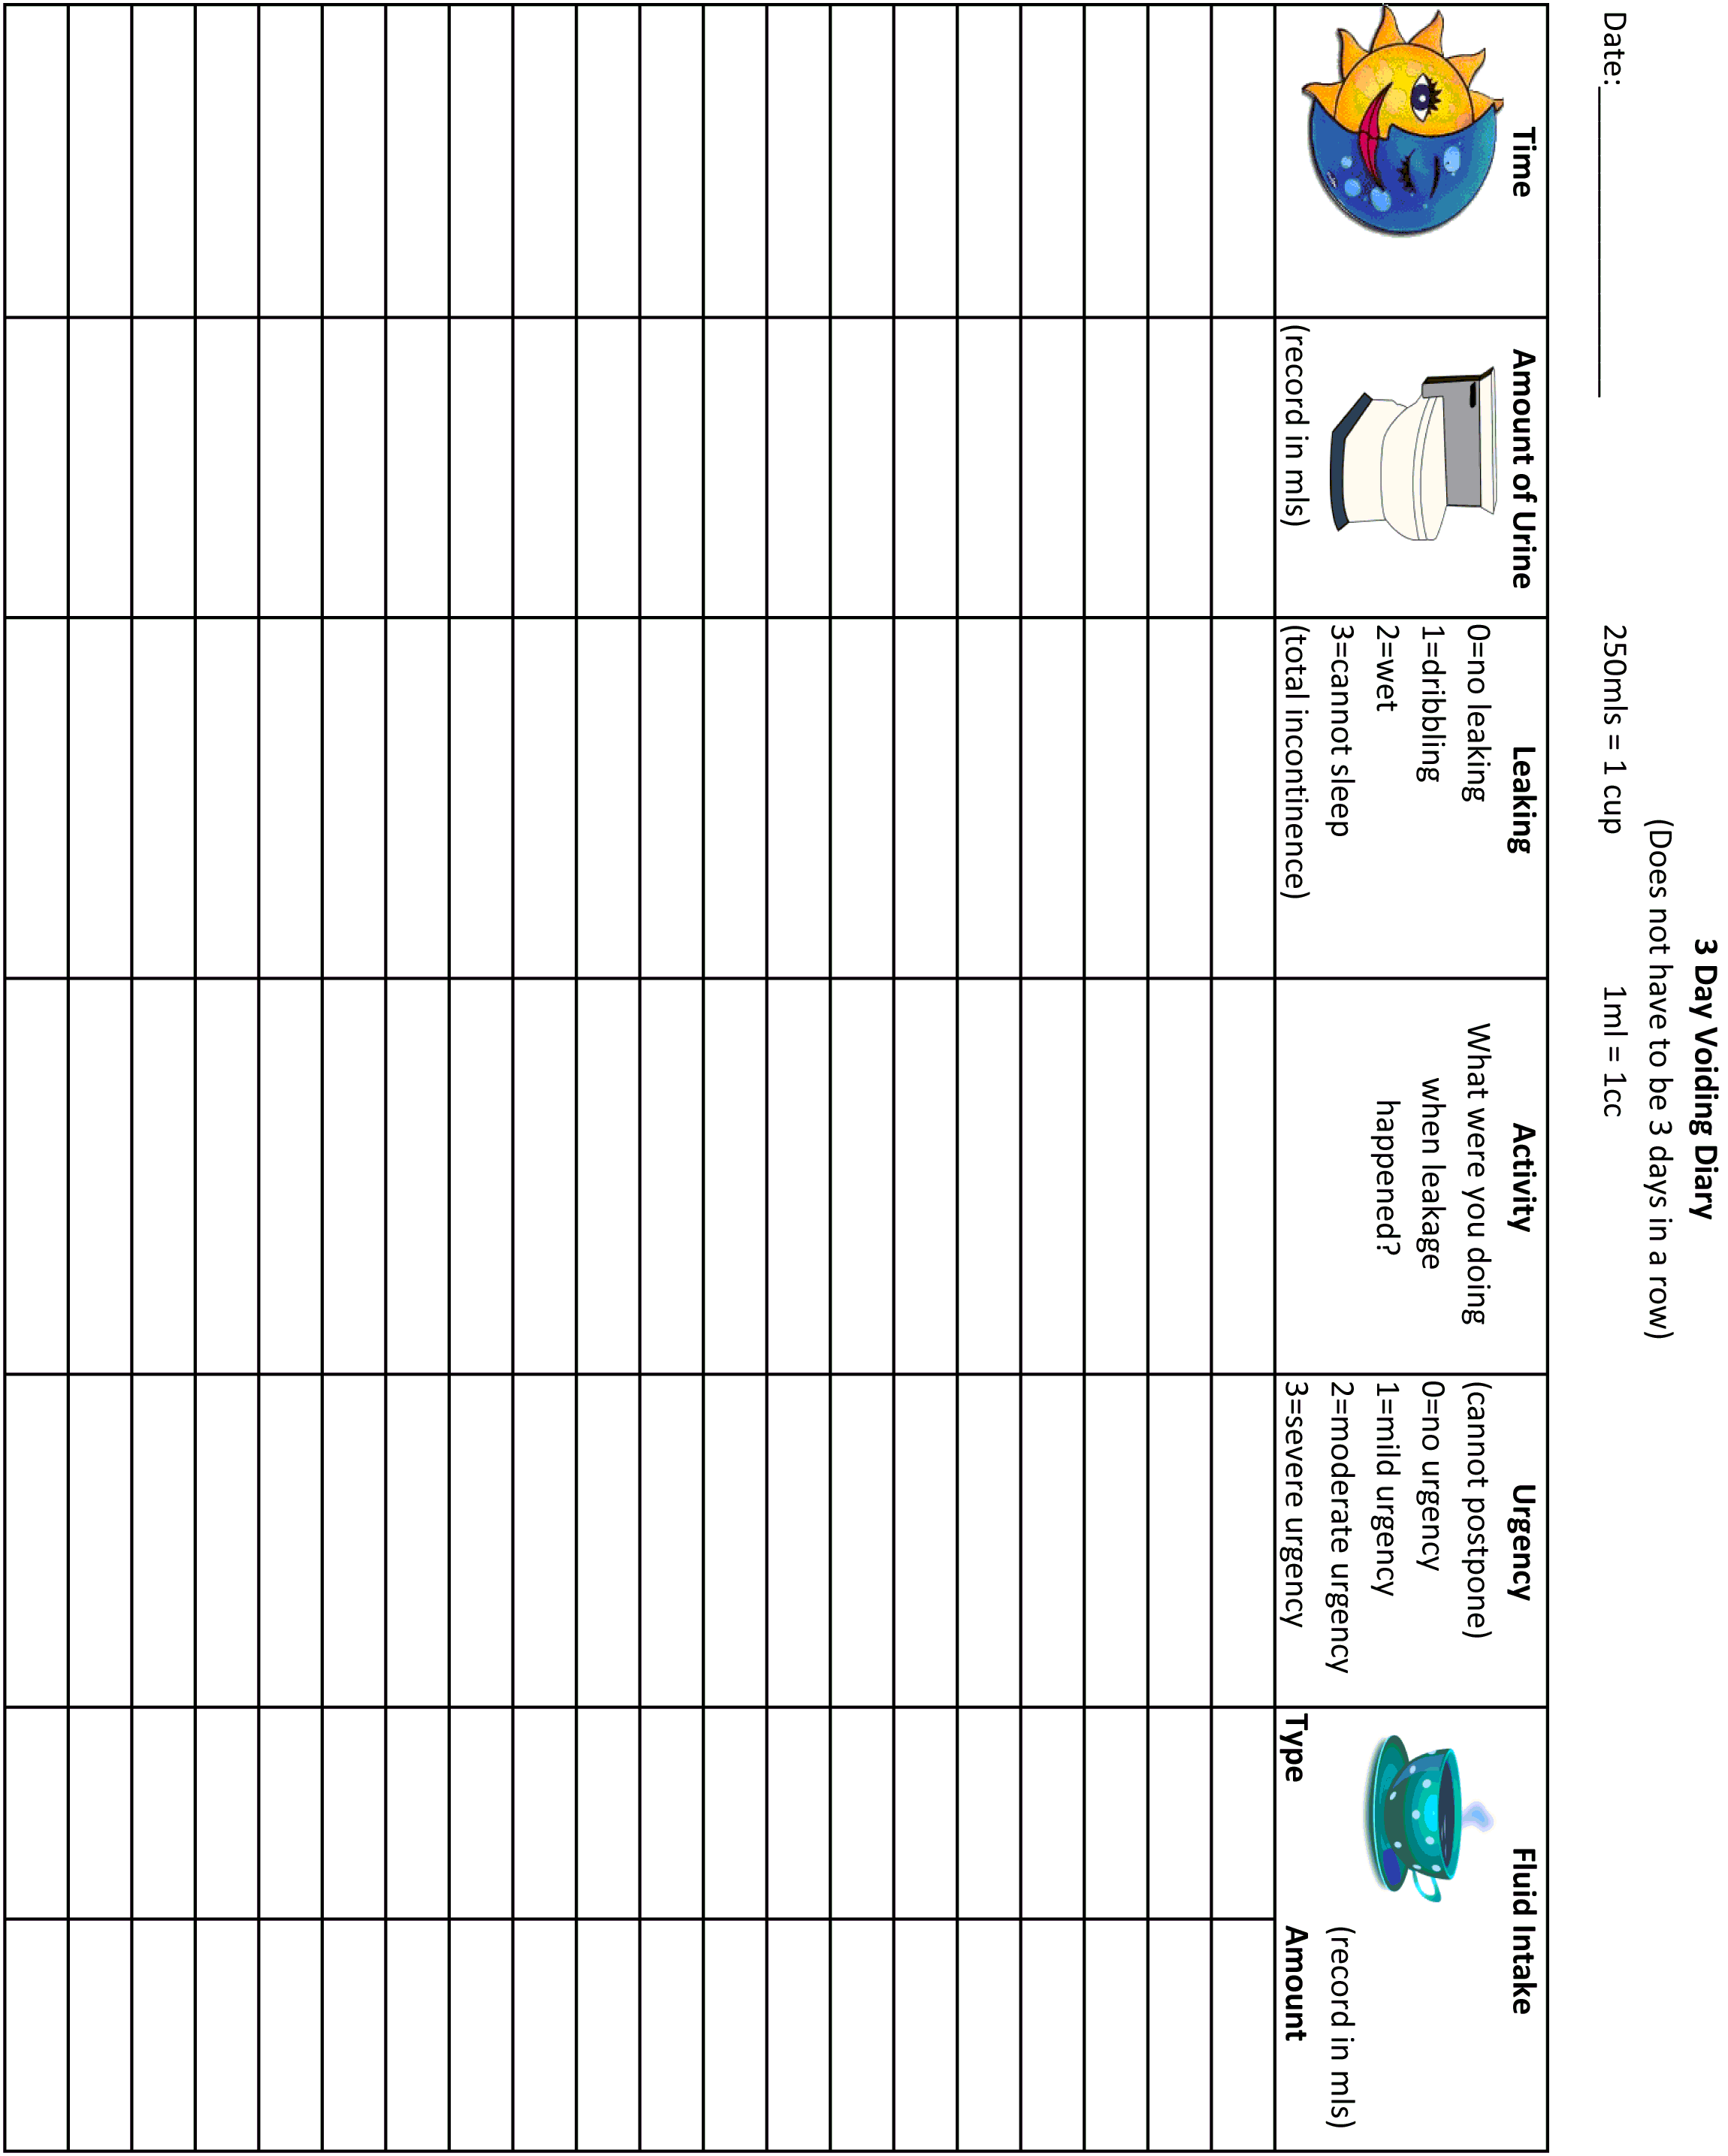 3 Day Voiding Diary
(Does not have to be 3 days in a row)
Date:____________________ 250mls = 1 cup 1ml = 1cc
Time
Amount of Urine
(record in mls)
Leaking
0=no leaking
1=dribbling
2=wet
3=cannot sleep
(total incontinence)
Activity
What were you doing
when leakage
happened?
Urgency
(cannot postpone)
0=no urgency
1=mild urgency
2=moderate urgency
3=severe urgency
Fluid Intake
(record in mls)
Type Amount